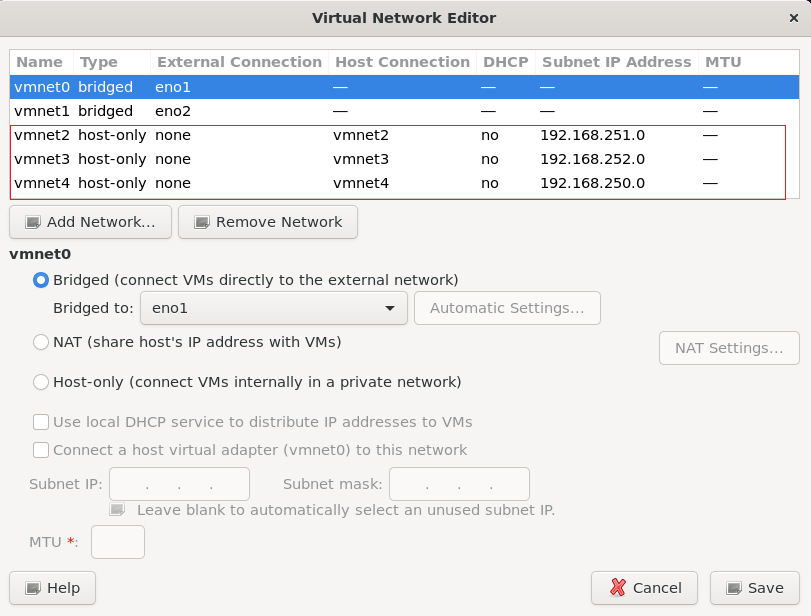 Virtual Network Editor ×
Name Type External Connection Host Connection DHCP Subnet IP Address MTU
vmnet0 bridged eno1 — — — —
vmnet1 bridged eno2 — — — —
vmnet2 host-only none vmnet2 no 192.168.251.0 —
vmnet3 host-only none vmnet3 no 192.168.252.0 —
vmnet4 host-only none vmnet4 no 192.168.250.0 —
Add Network... Remove Network
vmnet0
Bridged (connect VMs directly to the external network)
Bridged to: eno1 Automatic Settings...
NAT (share host's IP address with VMs)
NAT Settings...
Host-only (connect VMs internally in a private network)
Use local DHCP service to distribute IP addresses to VMs
Connect a host virtual adapter (vmnet0) to this network
Subnet IP: . . . Subnet mask: . . .
Leave blank to automatically select an unused subnet IP.
MTU *:
Help Cancel Save